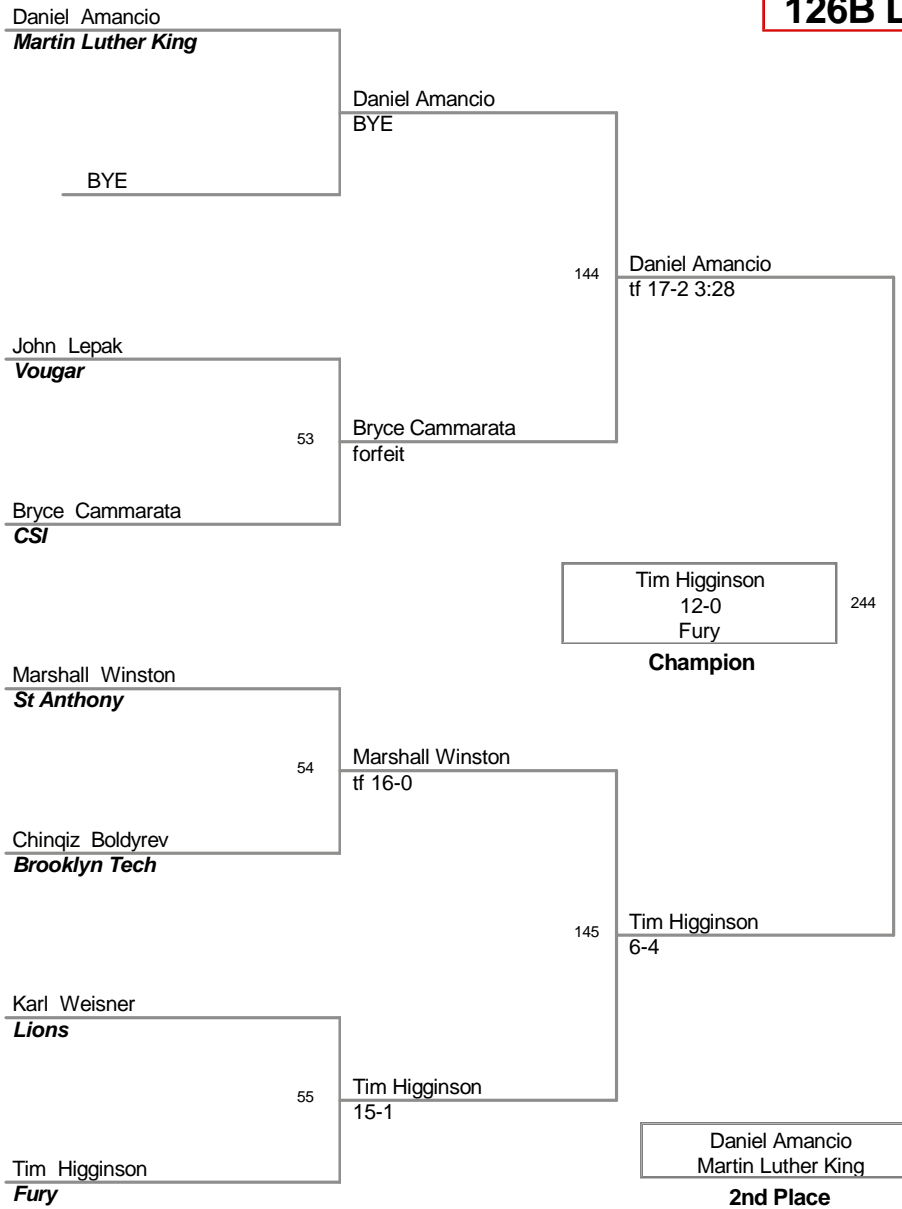 126B L
Daniel Amancio
Martin Luther King
Daniel Amancio
BYE
BYE
144
Daniel Amancio
tf 17-2 3:28
John Lepak
Vougar
53
Bryce Cammarata
forfeit
Bryce Cammarata
CSI
Tim Higginson
12-0
Fury
244
Champion
Marshall Winston
St Anthony
54
Marshall Winston
tf 16-0
Chinqiz Boldyrev
Brooklyn Tech
145
Tim Higginson
6-4
Karl Weisner
Lions
55
Tim Higginson
15-1
Tim Higginson
Fury
Daniel Amancio
Martin Luther King
2nd Place